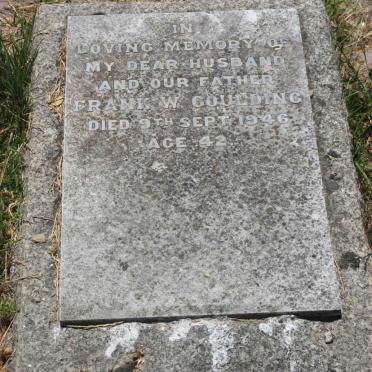 IN
LOVING MEMORY OF
MY DEAR HUSBAND
AND OUR FATHER
FRANK W. GOULDING
DIED 9TH SEPT. 1946
AGE 42